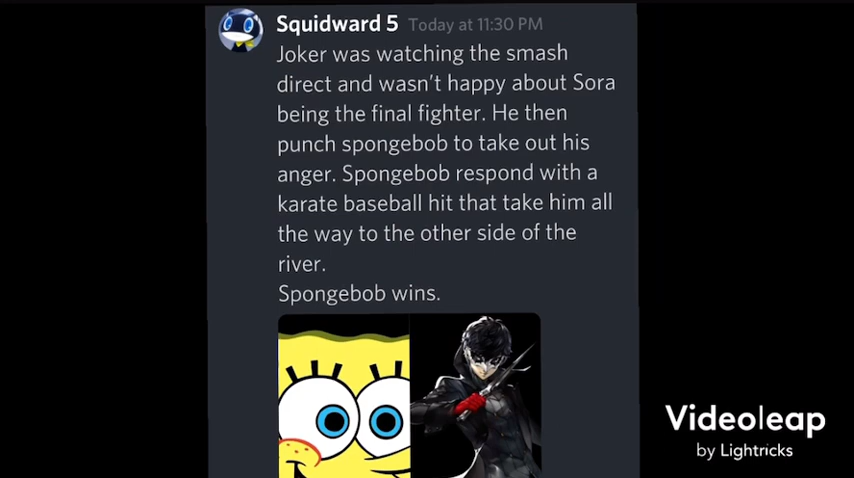 Squidward 5 Today at 11:30 PM
Joker was watching the smash
direct and wasn't happy about Sora
being the final fighter. He then
punch spongebob to take out his
anger. Spongebob respond with a
karate baseball hit that take him all
the way to the other side of the
river.
Spongebob wins.
Videoleap
by Lightricks